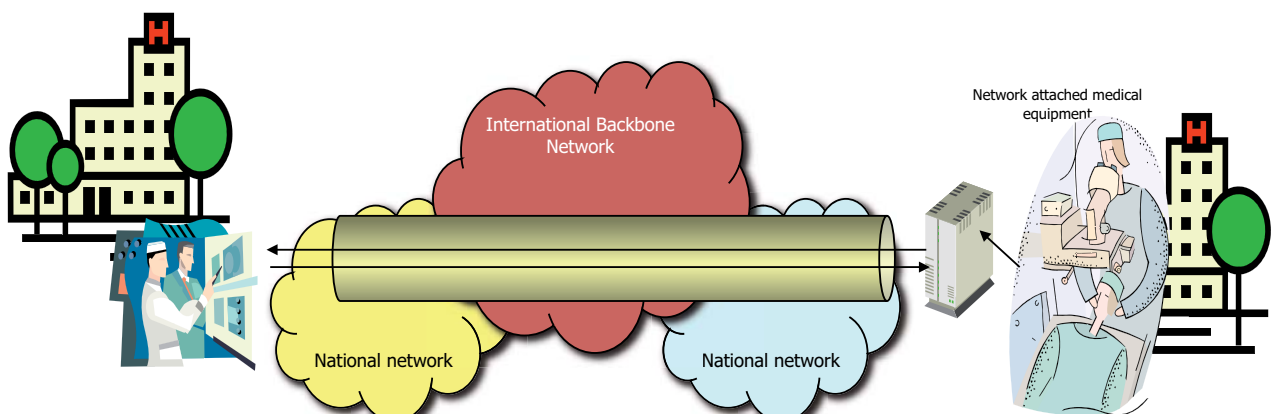 H
International Backbone
Network
Network attached medical
equipment
H
National network
National network